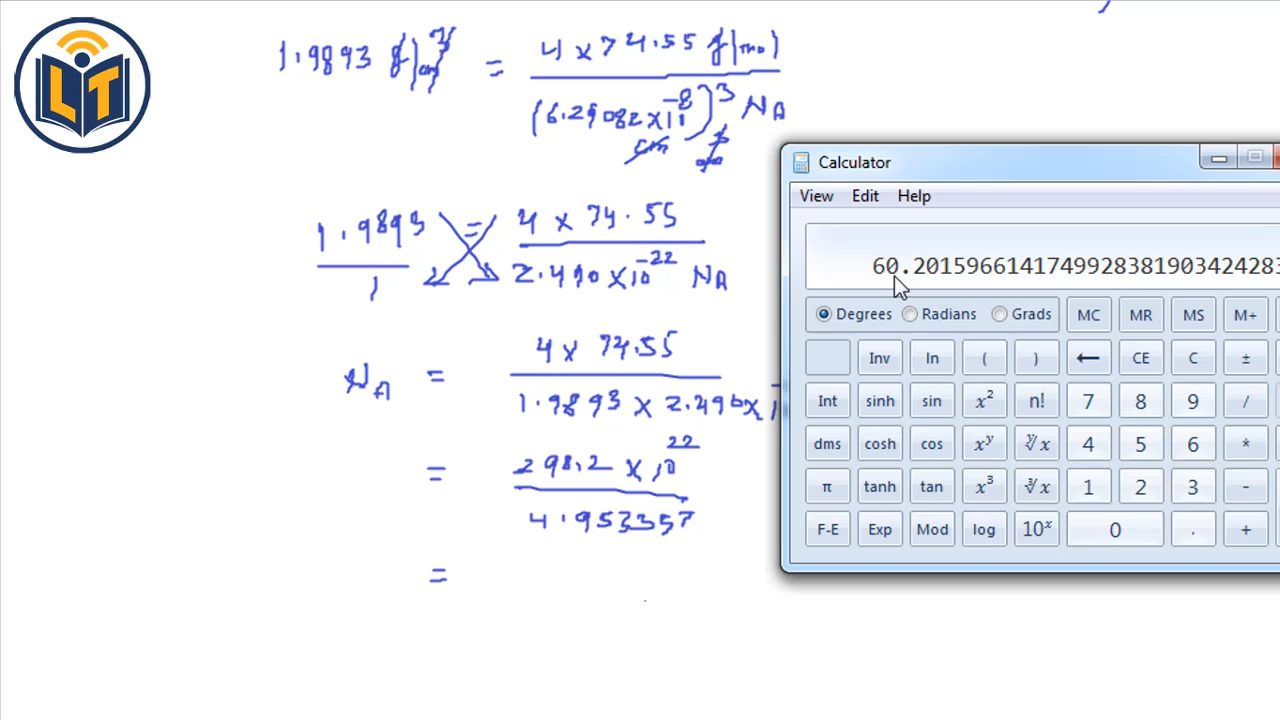 LT
1.9893 g/cm³ = 4 x 74.55 g/mol
(6.29082 x 10⁻⁸)³ NA
cm
1.9893 = 4 x 74.55
1 2.490 x 10⁻²² NA
NA = 4 x 74.55
1.9893 x 2.490 x 1
= 298.2 x 10²²
4.953357
=
Calculator
View Edit Help
60.2015966141749928381903424283
Degrees Radians Grads MC MR MS M+
Inv ln ( ) ← CE C ±
Int sinh sin x² n! 7 8 9 /
dms cosh cos xʸ ʸ√x 4 5 6 *
π tanh tan x³ ³√x 1 2 3 -
F-E Exp Mod log 10ˣ 0 . +